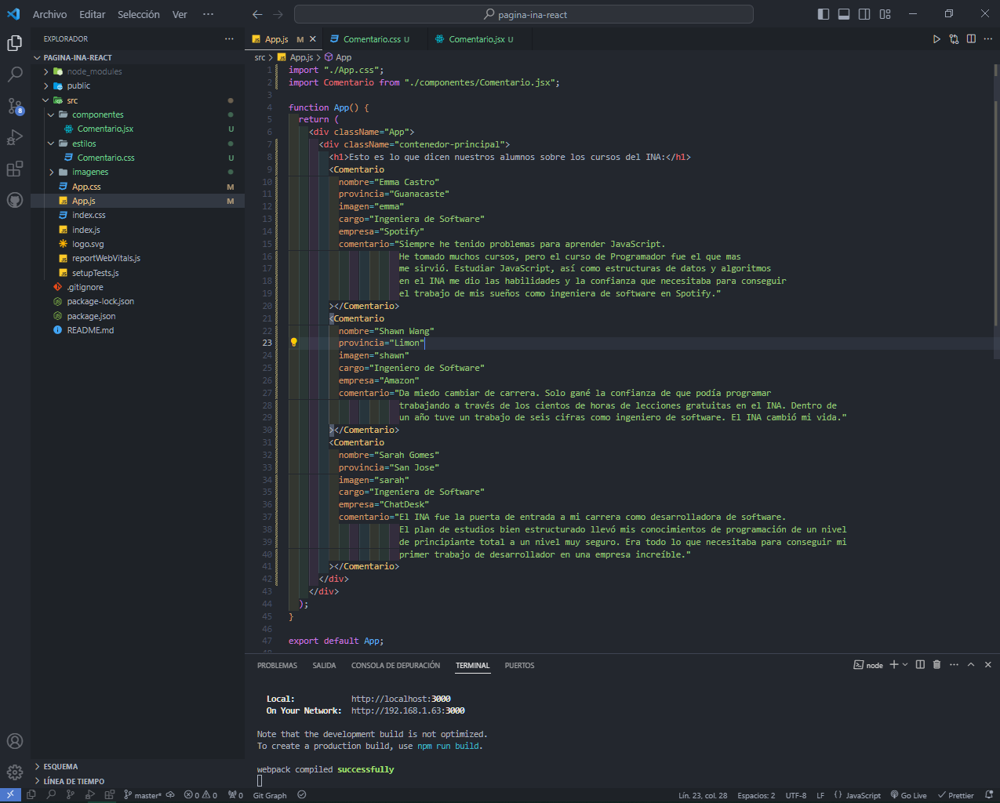 Archivo Editar Selección Ver ··· pagina-ina-react
EXPLORADOR ···
PAGINA-INA-REACT
node_modules
public
src
componentes
Comentario.jsx U
estilos
Comentario.css U
imagenes
App.css M
App.js M
index.css
index.js
logo.svg
reportWebVitals.js
setupTests.js
.gitignore
package-lock.json
package.json
README.md
8
ESQUEMA
LÍNEA DE TIEMPO
App.js M Comentario.css U Comentario.jsx U
src > App.js > App
1 import "./App.css";
2 import Comentario from "./componentes/Comentario.jsx";
3
4 function App() {
5 return (
6 <div className="App">
7 <div className="contenedor-principal">
8 <h1>Esto es lo que dicen nuestros alumnos sobre los cursos del INA:</h1>
9 <Comentario
10 nombre="Emma Castro"
11 provincia="Guanacaste"
12 imagen="emma"
13 cargo="Ingeniera de Software"
14 empresa="Spotify"
15 comentario="Siempre he tenido problemas para aprender JavaScript.
16 He tomado muchos cursos, pero el curso de Programador fue el que mas
17 me sirvió. Estudiar JavaScript, así como estructuras de datos y algoritmos
18 en el INA me dio las habilidades y la confianza que necesitaba para conseguir
19 el trabajo de mis sueños como ingeniera de software en Spotify."
20 ></Comentario>
21 <Comentario
22 nombre="Shawn Wang"
23 provincia="Limon"
24 imagen="shawn"
25 cargo="Ingeniero de Software"
26 empresa="Amazon"
27 comentario="Da miedo cambiar de carrera. Solo gané la confianza de que podía programar
28 trabajando a través de los cientos de horas de lecciones gratuitas en el INA. Dentro de
29 un año tuve un trabajo de seis cifras como ingeniero de software. El INA cambió mi vida."
30 ></Comentario>
31 <Comentario
32 nombre="Sarah Gomes"
33 provincia="San Jose"
34 imagen="sarah"
35 cargo="Ingeniera de Software"
36 empresa="ChatDesk"
37 comentario="El INA fue la puerta de entrada a mi carrera como desarrolladora de software.
38 El plan de estudios bien estructurado llevó mis conocimientos de programación de un nivel
39 de principiante total a un nivel muy seguro. Era todo lo que necesitaba para conseguir mi
40 primer trabajo de desarrollador en una empresa increíble."
41 ></Comentario>
42 </div>
43 </div>
44 );
45 }
46
47 export default App;
PROBLEMAS SALIDA CONSOLA DE DEPURACIÓN TERMINAL PUERTOS node
Local: http://localhost:3000
On Your Network: http://192.168.1.63:3000
Note that the development build is not optimized.
To create a production build, use npm run build.
webpack compiled successfully
master* 0 0 0 Git Graph Lín. 23, col. 28 Espacios: 2 UTF-8 LF {} JavaScript Go Live Prettier